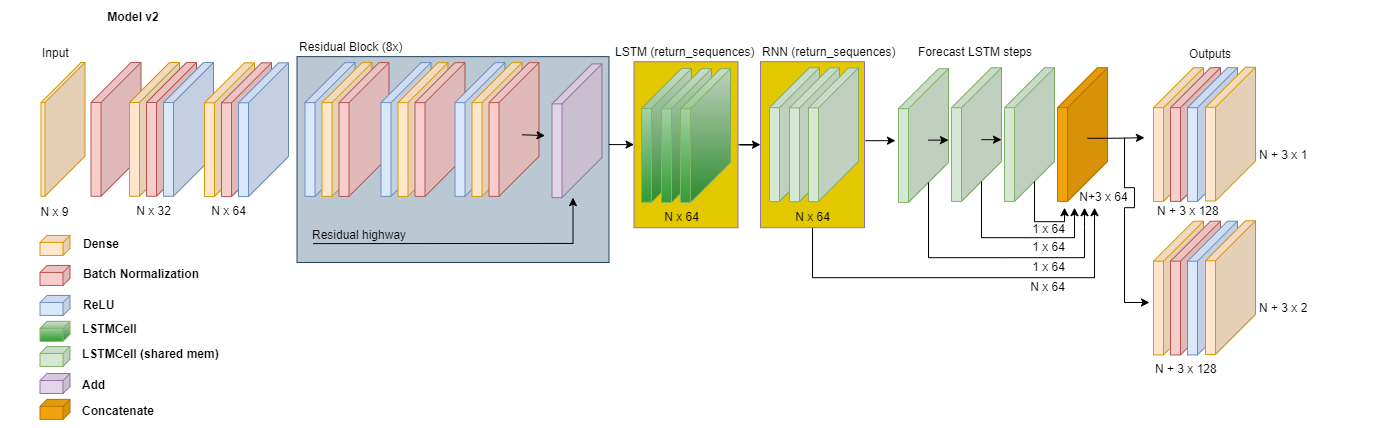 Model v2
Input
Residual Block (8x)
LSTM (return_sequences)
RNN (return_sequences)
Forecast LSTM steps
Outputs
N x 9
N x 32
N x 64
Residual highway
N x 64
N x 64
N+3 x 64
1 x 64
1 x 64
1 x 64
N x 64
N + 3 x 1
N + 3 x 128
N + 3 x 2
N + 3 x 128
Dense
Batch Normalization
ReLU
LSTMCell
LSTMCell (shared mem)
Add
Concatenate